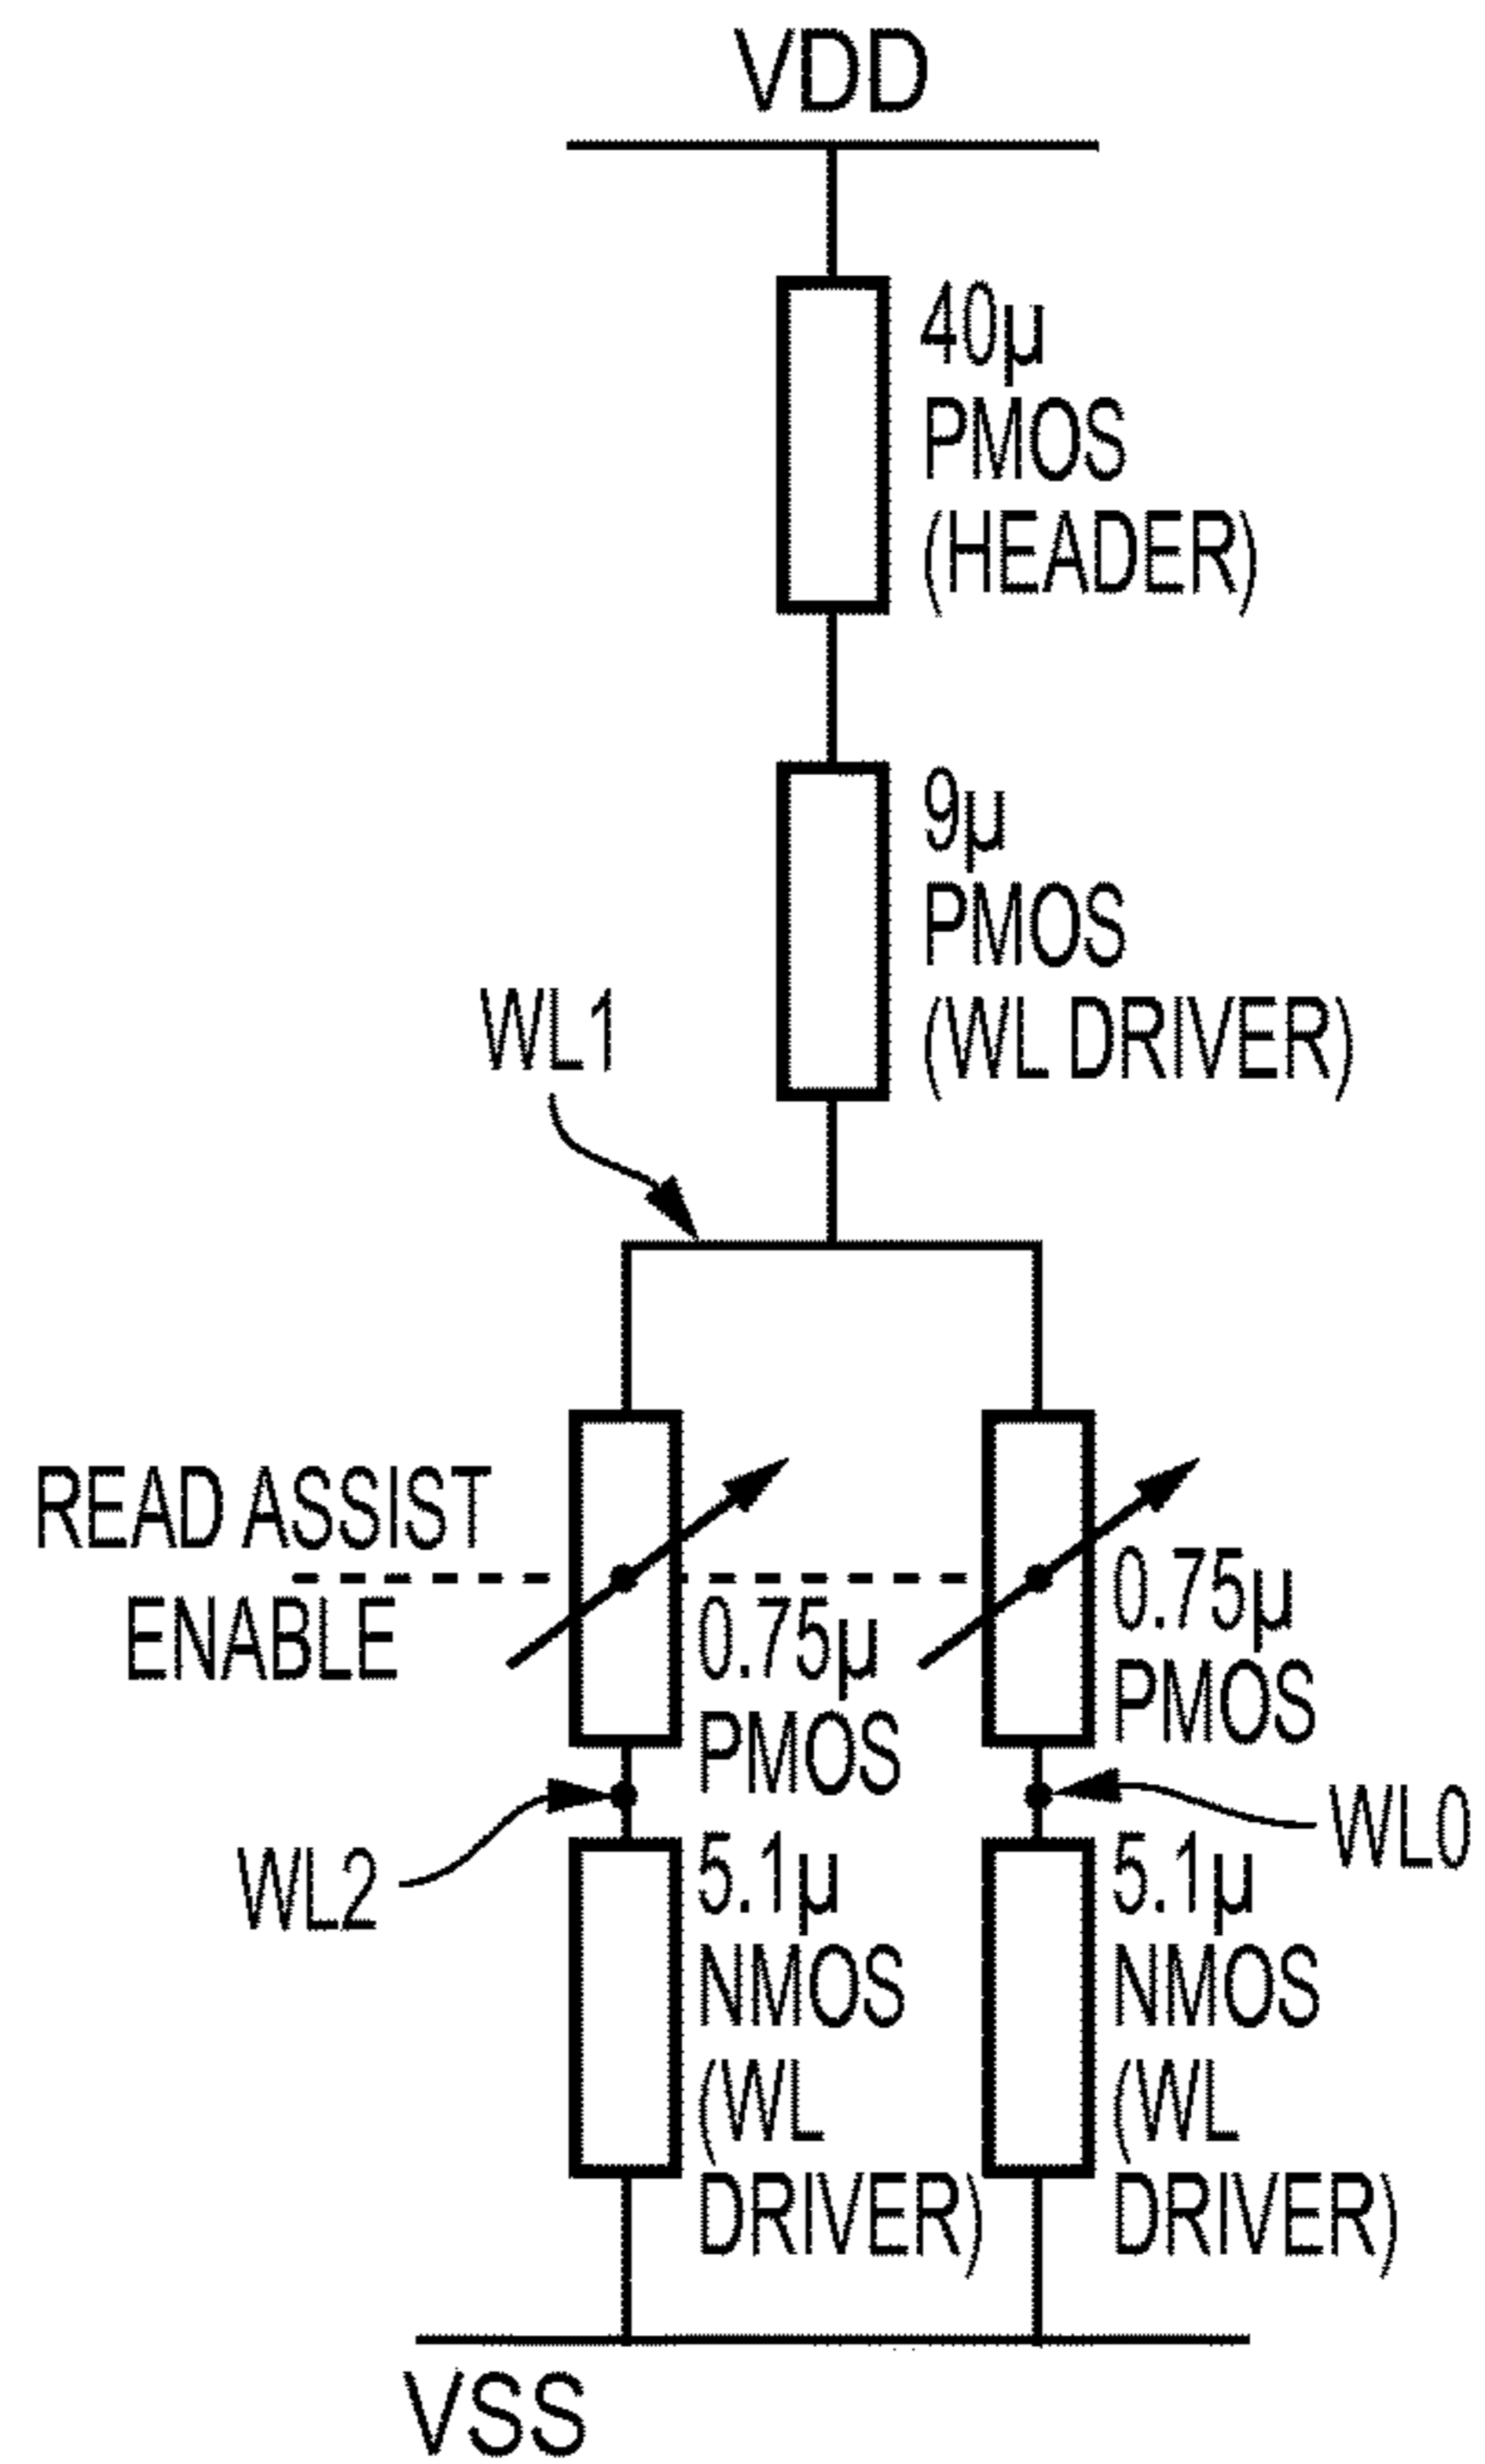 VDD
40µ
PMOS
(HEADER)
9µ
PMOS
(WL DRIVER)
WL1
READ ASSIST
ENABLE
0.75µ
PMOS
0.75µ
PMOS
WL2
WL0
5.1µ
NMOS
(WL
DRIVER)
5.1µ
NMOS
(WL
DRIVER)
VSS